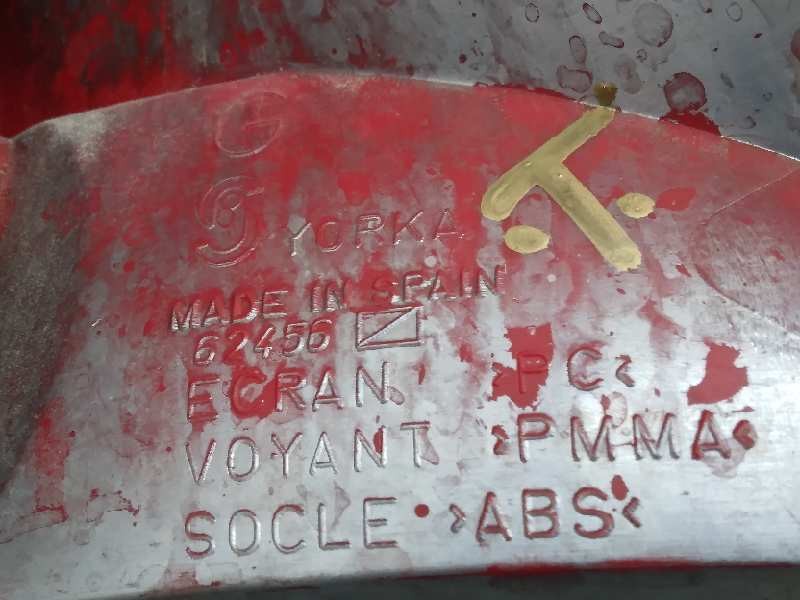 G
YORKA
MADE IN SPAIN
62456
ECRAN >PC<
VOYANT >PMMA<
SOCLE >ABS<